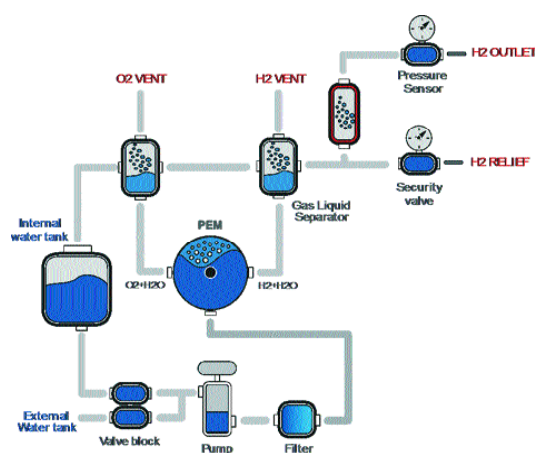 H2 OUTLET
Pressure
Sensor
O2 VENT
H2 VENT
H2 RELIEF
Security
valve
Gas Liquid
Separator
Internal
water tank
PEM
O2+H2O
H2+H2O
External
Water tank
Valve block
Pump
Filter